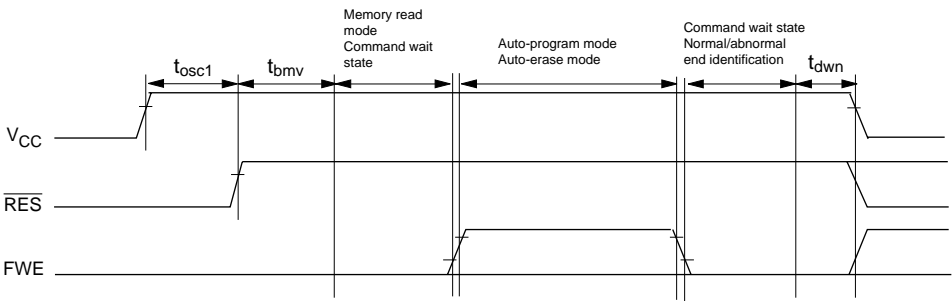 Memory read
mode
Command wait
state
Auto-program mode
Auto-erase mode
Command wait state
Normal/abnormal
end identification
tosc1
tbmv
tdwn
VCC
RES
FWE